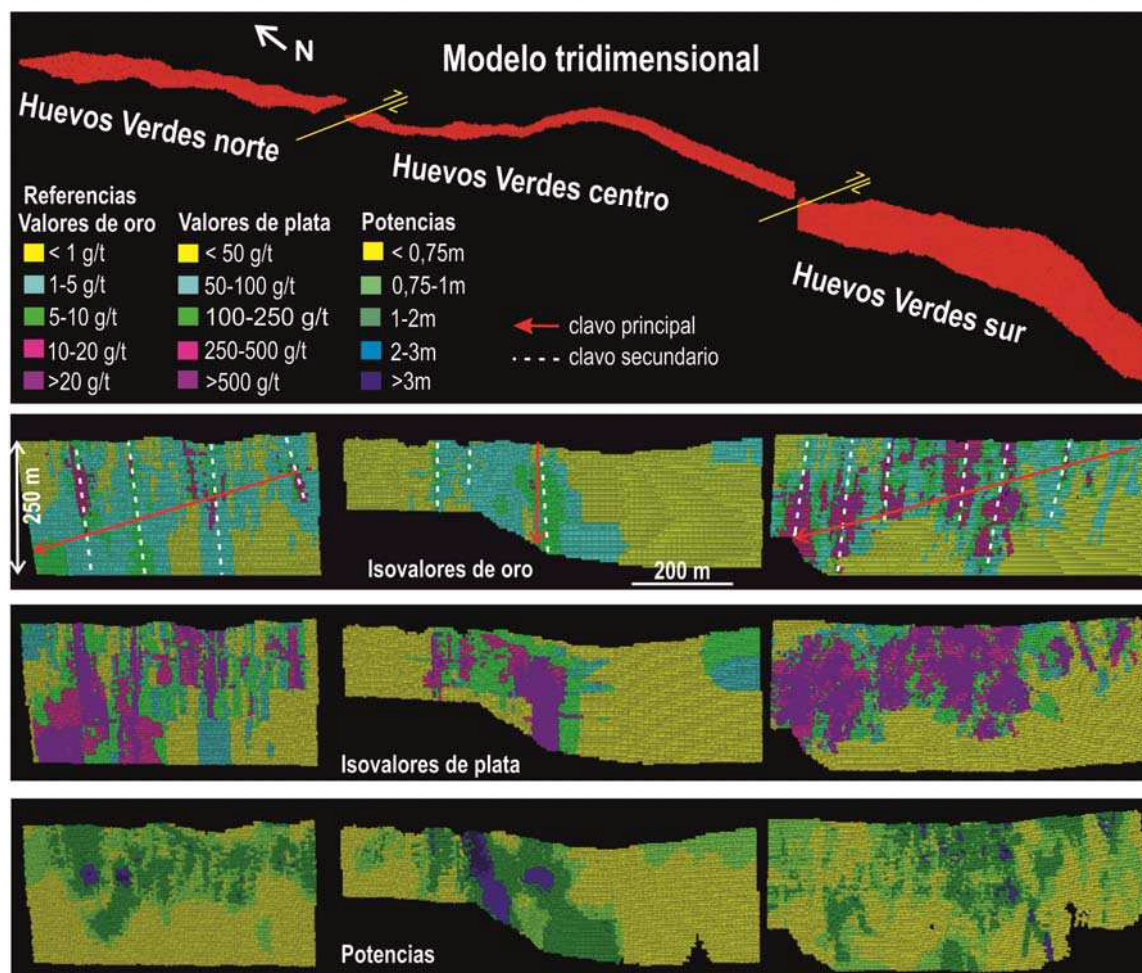 N
Modelo tridimensional
Huevos Verdes norte
Huevos Verdes centro
Huevos Verdes sur
Referencias
Valores de oro
< 1 g/t
1-5 g/t
5-10 g/t
10-20 g/t
>20 g/t
Valores de plata
< 50 g/t
50-100g/t
100-250 g/t
250-500 g/t
>500 g/t
Potencias
< 0,75m
0,75-1m
1-2m
2-3m
>3m
clavo principal
clavo secundario
250 m
Isovalores de oro
200 m
Isovalores de plata
Potencias